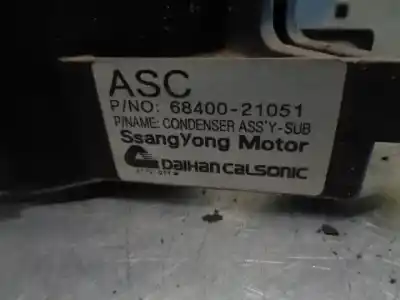 ASC
P/NO: 68400-21051
P/NAME: CONDENSER ASS'Y-SUB
SsangYong Motor
DAIHAN CALSONIC